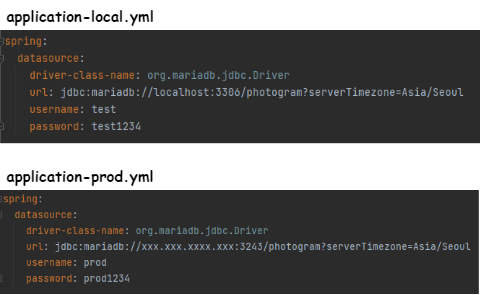 application-local.yml
spring:
datasource:
driver-class-name: org.mariadb.jdbc.Driver
url: jdbc:mariadb://localhost:3306/photogram?serverTimezone=Asia/Seoul
username: test
password: test1234
application-prod.yml
spring:
datasource:
driver-class-name: org.mariadb.jdbc.Driver
url: jdbc:mariadb://xxx.xxx.xxxx.xxx:3243/photogram?serverTimezone=Asia/Seoul
username: prod
password: prod1234